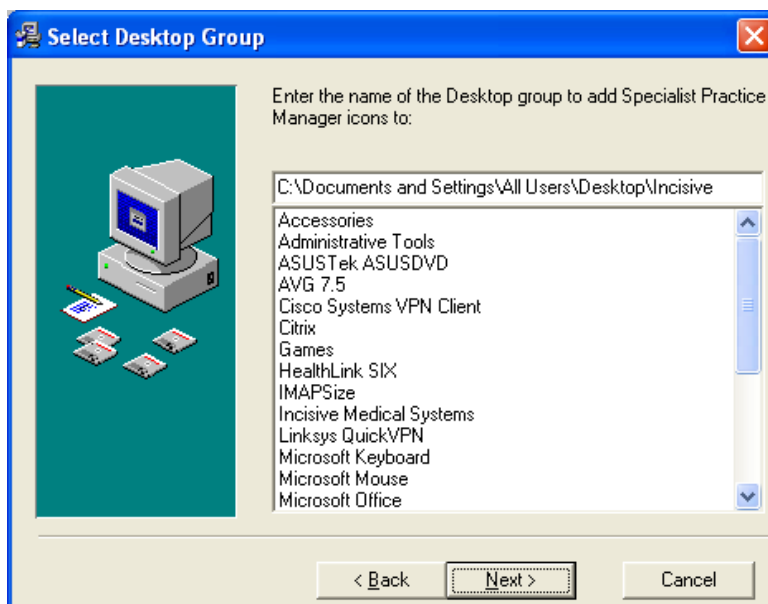 Select Desktop Group
Enter the name of the Desktop group to add Specialist Practice
Manager icons to:
C:\Documents and Settings\All Users\Desktop\Incisive
Accessories
Administrative Tools
ASUSTek ASUSDVD
AVG 7.5
Cisco Systems VPN Client
Citrix
Games
HealthLink SIX
IMAPSize
Incisive Medical Systems
Linksys QuickVPN
Microsoft Keyboard
Microsoft Mouse
Microsoft Office
< Back Next > Cancel